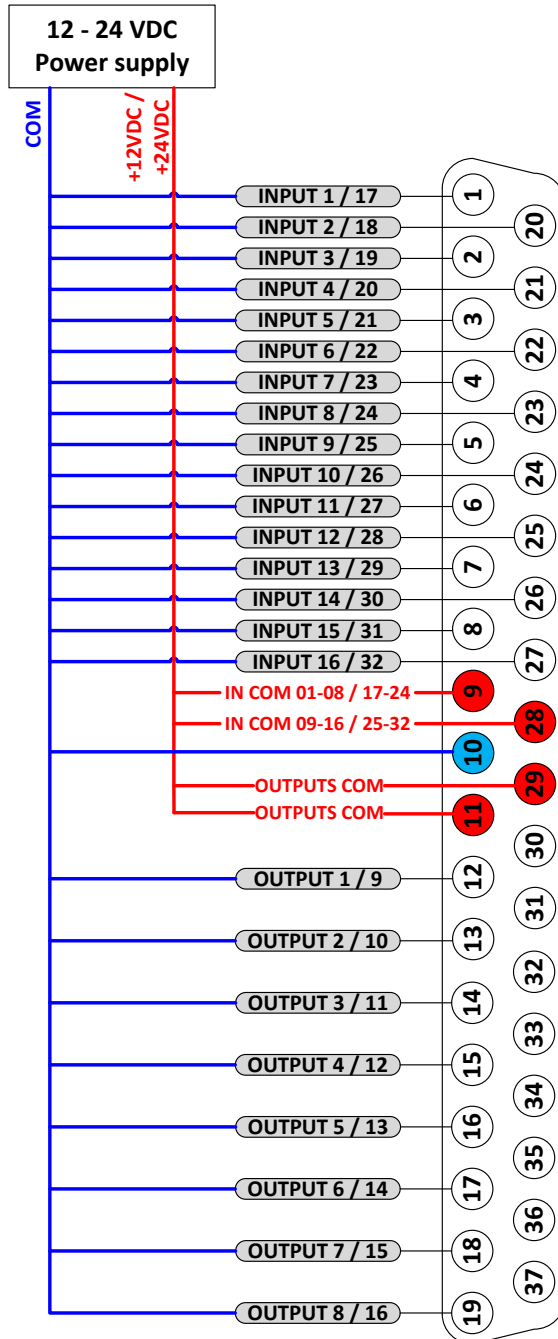 12 - 24 VDC
Power supply
COM
+12VDC /
+24VDC
INPUT 1 / 17
1
INPUT 2 / 18
20
INPUT 3 / 19
2
INPUT 4 / 20
21
INPUT 5 / 21
3
INPUT 6 / 22
22
INPUT 7 / 23
4
INPUT 8 / 24
23
INPUT 9 / 25
5
INPUT 10 / 26
24
INPUT 11 / 27
6
INPUT 12 / 28
25
INPUT 13 / 29
7
INPUT 14 / 30
26
INPUT 15 / 31
8
INPUT 16 / 32
27
IN COM 01-08 / 17-24
9
IN COM 09-16 / 25-32
28
10
OUTPUTS COM
29
OUTPUTS COM
11
30
OUTPUT 1 / 9
12
31
OUTPUT 2 / 10
13
32
OUTPUT 3 / 11
14
33
OUTPUT 4 / 12
15
34
OUTPUT 5 / 13
16
35
OUTPUT 6 / 14
17
36
OUTPUT 7 / 15
18
37
OUTPUT 8 / 16
19